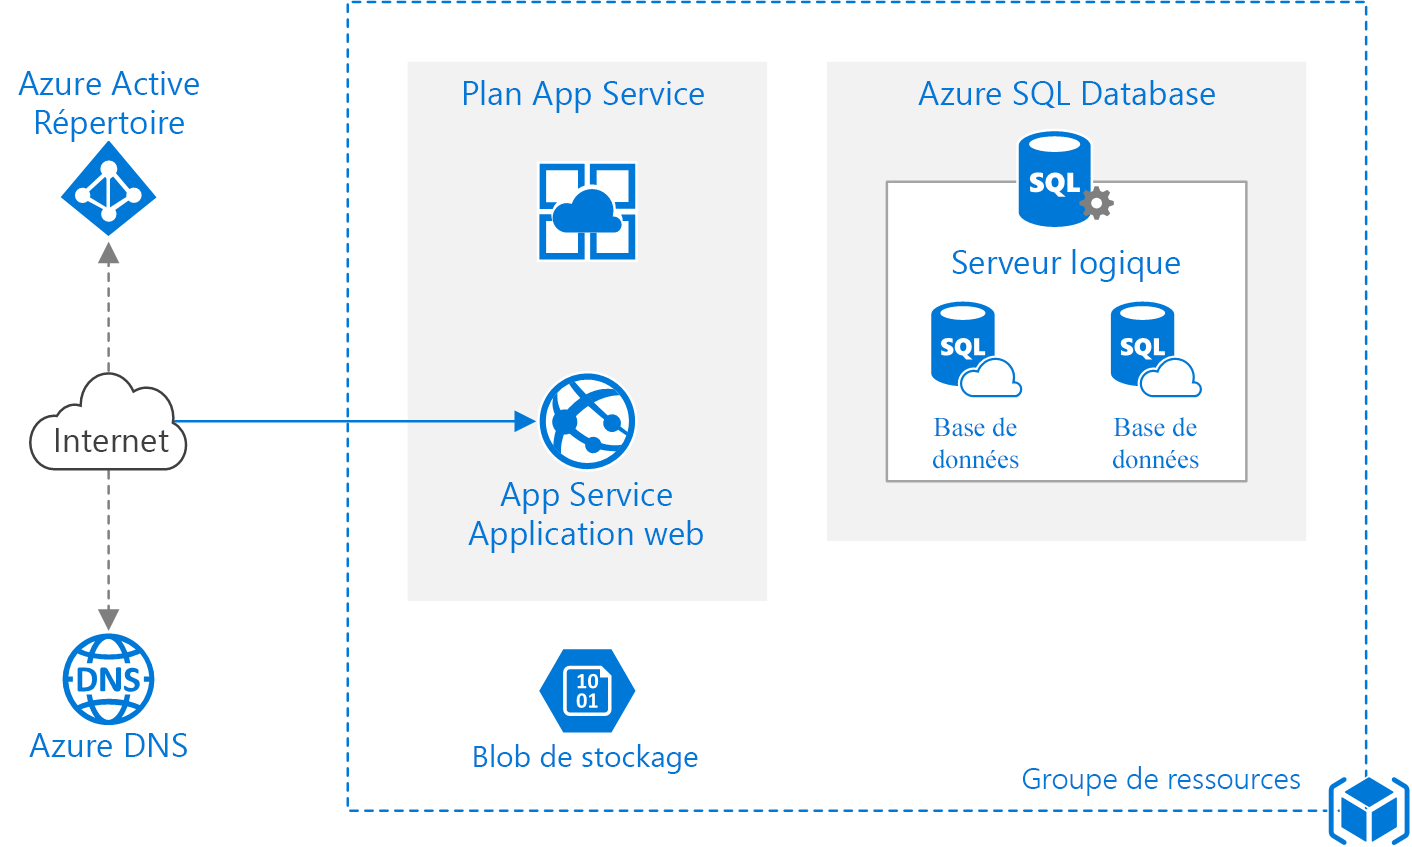 Azure Active
Répertoire
Internet
DNS
Azure DNS
Plan App Service
App Service
Application web
10
01
Blob de stockage
Azure SQL Database
SQL
Serveur logique
SQL
Base de
données
SQL
Base de
données
Groupe de ressources